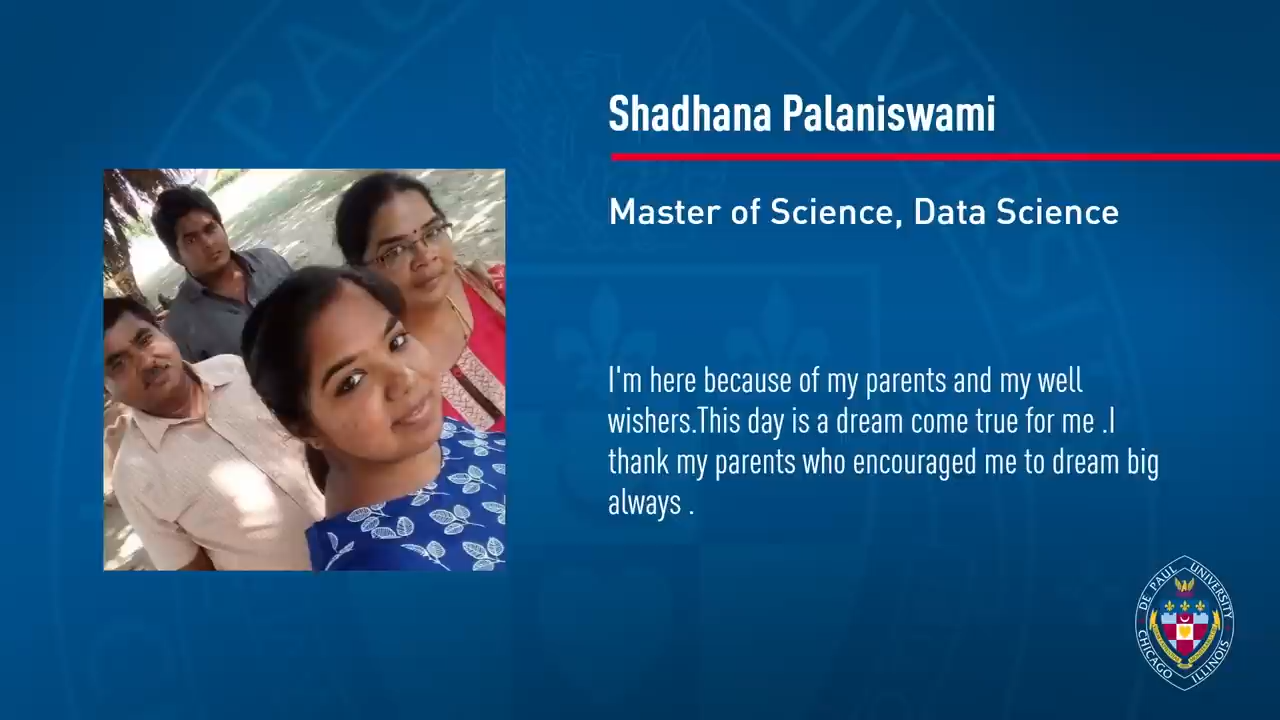 Shadhana Palaniswami
Master of Science, Data Science
I'm here because of my parents and my well
wishers.This day is a dream come true for me .I
thank my parents who encouraged me to dream big
always .
DE PAUL UNIVERSITY
CHICAGO ILLINOIS